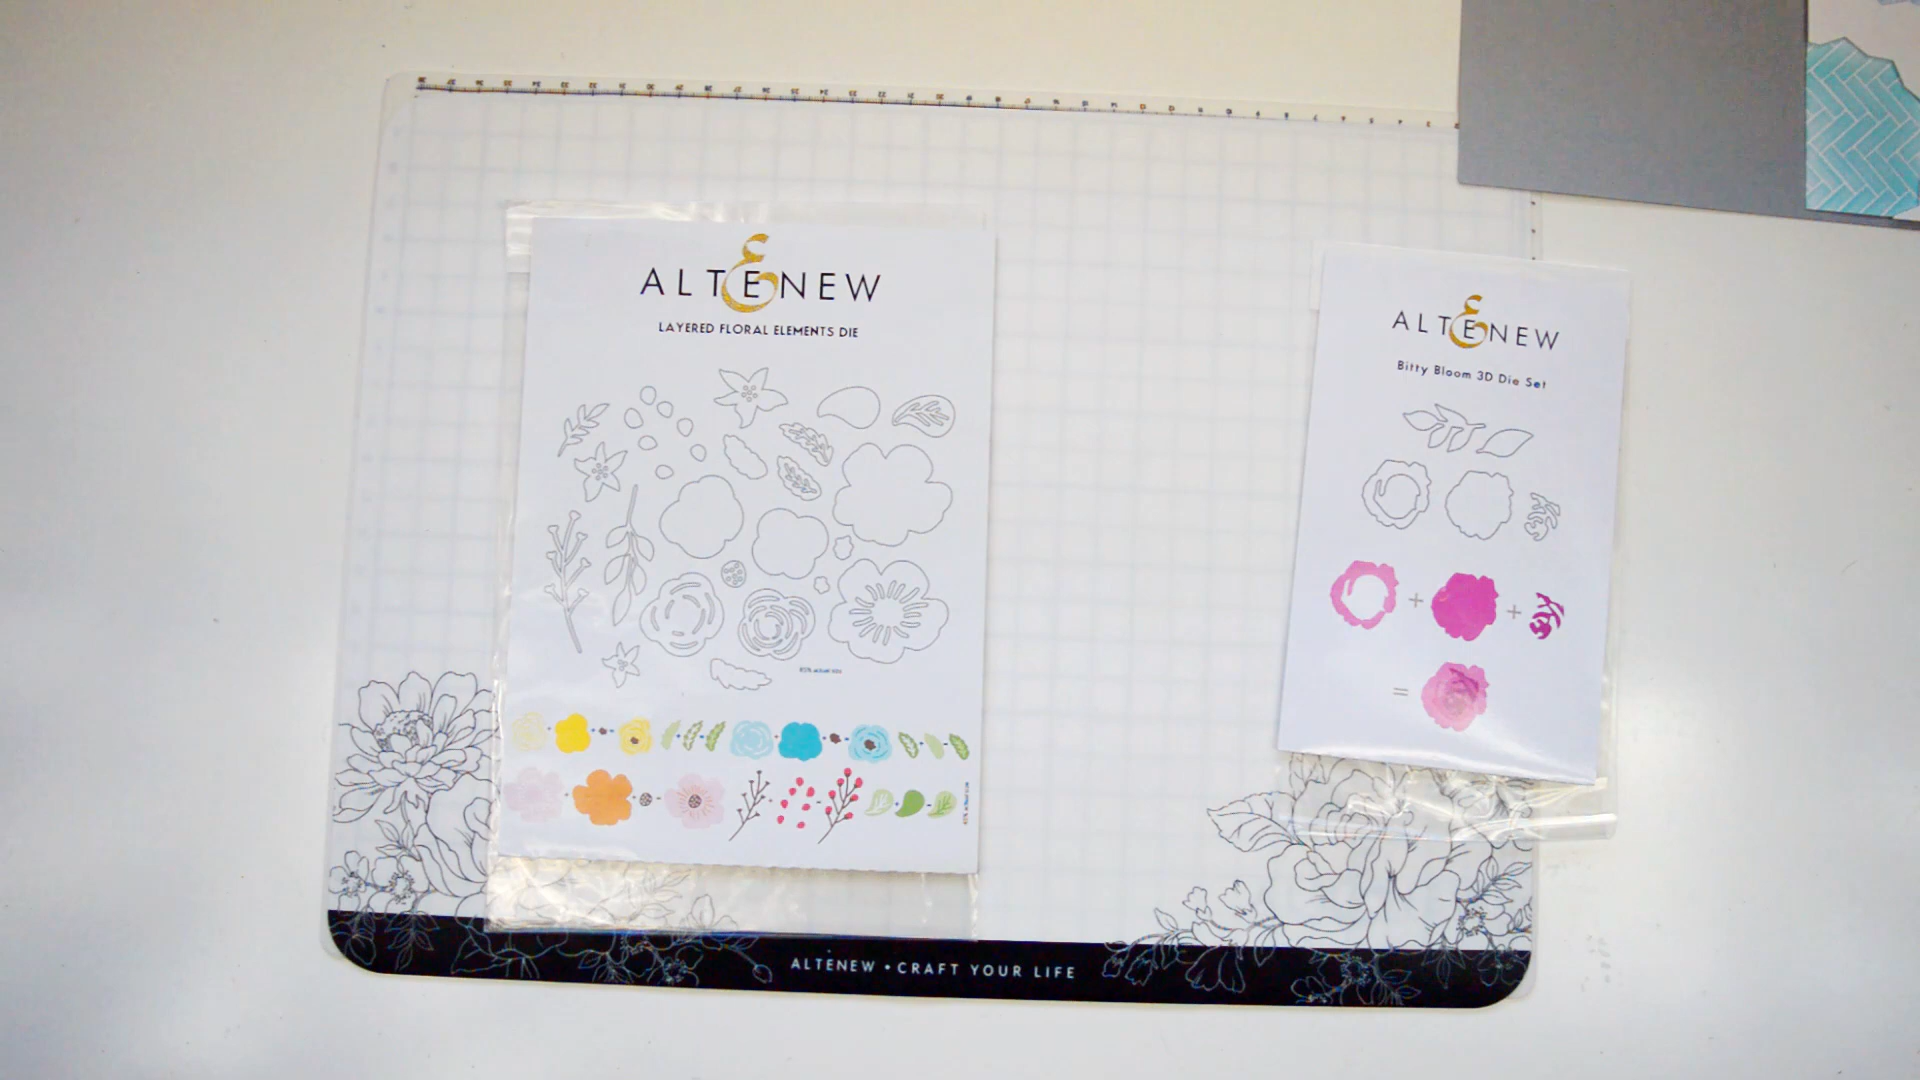 ALTENEW
LAYERED FLORAL ELEMENTS DIE
ALTENEW
Bitty Bloom 3D Die Set
+ +
=
ALTENEW • CRAFT YOUR LIFE